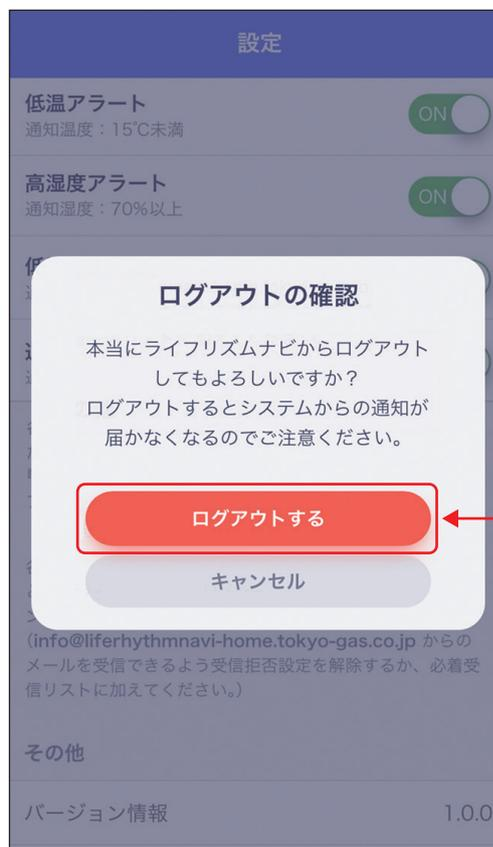 設定
低温アラート
通知温度：15℃未満
ON
高湿度アラート
通知湿度：70%以上
ON
ログアウトの確認
本当にライフリズムナビからログアウト
してもよろしいですか？
ログアウトするとシステムからの通知が
届かなくなるのでご注意ください。
ログアウトする
キャンセル
（info@liferhythmnavi-home.tokyo-gas.co.jp からの
メールを受信できるよう受信拒否設定を解除するか、必着受
信リストに加えてください。）
その他
バージョン情報
1.0.0